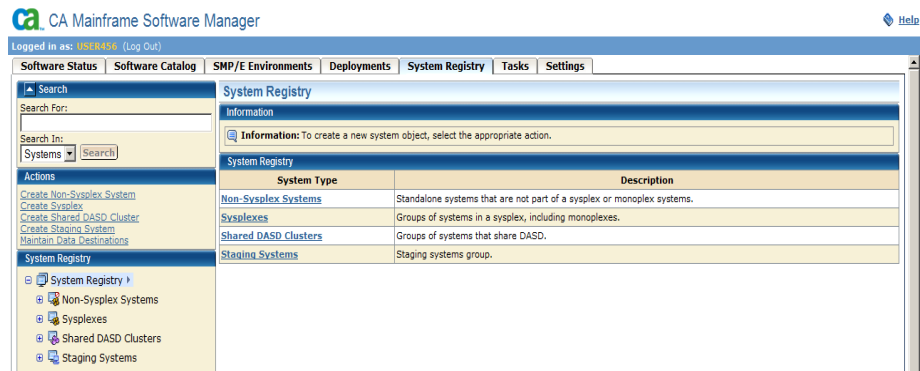 ca CA Mainframe Software Manager
Help
Logged in as: USER456 (Log Out)
Software Status Software Catalog SMP/E Environments Deployments System Registry Tasks Settings
Search
Search For:
Search In:
Systems Search
Actions
Create Non-Sysplex System
Create Sysplex
Create Shared DASD Cluster
Create Staging System
Maintain Data Destinations
System Registry
System Registry
Non-Sysplex Systems
Sysplexes
Shared DASD Clusters
Staging Systems
System Registry
Information
Information: To create a new system object, select the appropriate action.
System Registry
System Type Description
Non-Sysplex Systems Standalone systems that are not part of a sysplex or monoplex systems.
Sysplexes Groups of systems in a sysplex, including monoplexes.
Shared DASD Clusters Groups of systems that share DASD.
Staging Systems Staging systems group.